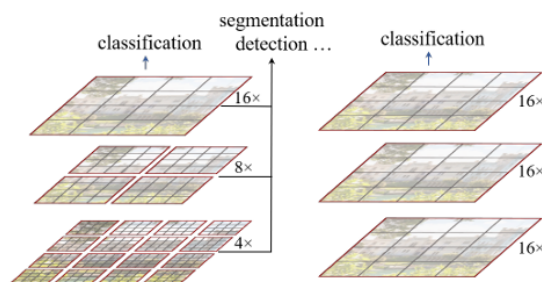 segmentation
classification
detection ...
classification
16×
8×
4×
16×
16×
16×